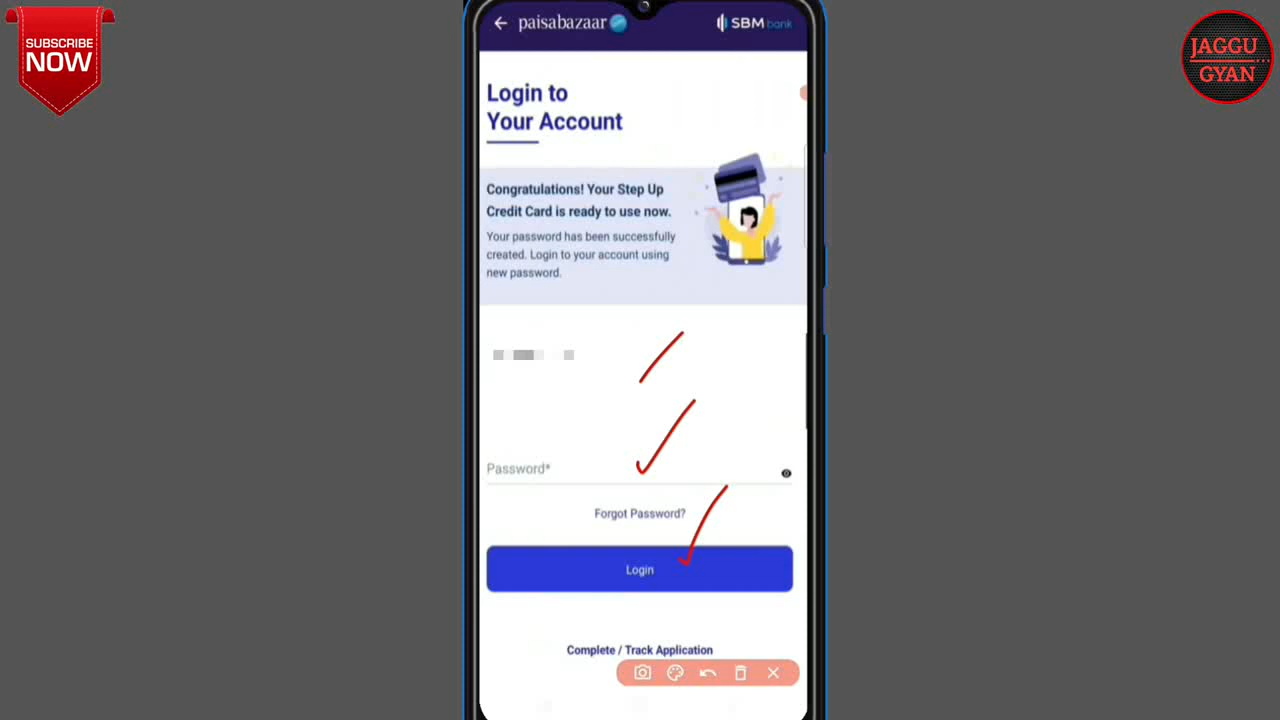 SUBSCRIBE
NOW
JAGGU
GYAN
paisabazaar
SBM bank
Login to
Your Account
Congratulations! Your Step Up
Credit Card is ready to use now.
Your password has been successfully
created. Login to your account using
new password.
Password*
Forgot Password?
Login
Complete / Track Application